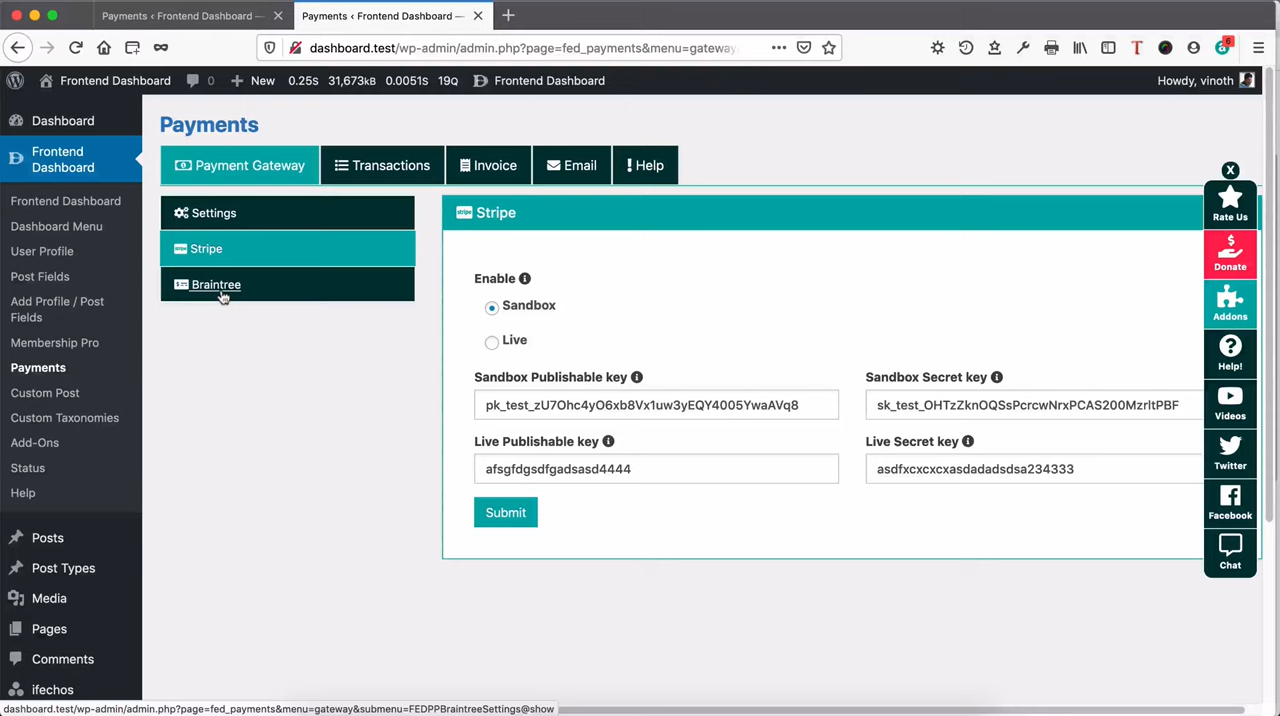 Payments ‹ Frontend Dashboard —
Payments ‹ Frontend Dashboard —
dashboard.test/wp-admin/admin.php?page=fed_payments&menu=gateway
6
Frontend Dashboard
0
New
0.25S
31,673kB
0.0051S
19Q
Frontend Dashboard
Howdy, vinoth
Dashboard
Frontend
Dashboard
Frontend Dashboard
Dashboard Menu
User Profile
Post Fields
Add Profile / Post
Fields
Membership Pro
Payments
Custom Post
Custom Taxonomies
Add-Ons
Status
Help
Posts
Post Types
Media
Pages
Comments
ifechos
Payments
Payment Gateway
Transactions
Invoice
Email
Help
Settings
Stripe
Braintree
Stripe
Enable
Sandbox
Live
Sandbox Publishable key
Sandbox Secret key
pk_test_zU7Ohc4yO6xb8Vx1uw3yEQY4005YwaAVq8
sk_test_OHTzZknOQSsPcrcwNrxPCAS200MzrltPBF
Live Publishable key
Live Secret key
afsgfdgsdfgadsasd4444
asdfxcxcxcxasdadadsdsa234333
Submit
X
Rate Us
Donate
Addons
Help!
Videos
Twitter
Facebook
Chat
dashboard.test/wp-admin/admin.php?page=fed_payments&menu=gateway&submenu=FEDPPBraintreeSettings@show